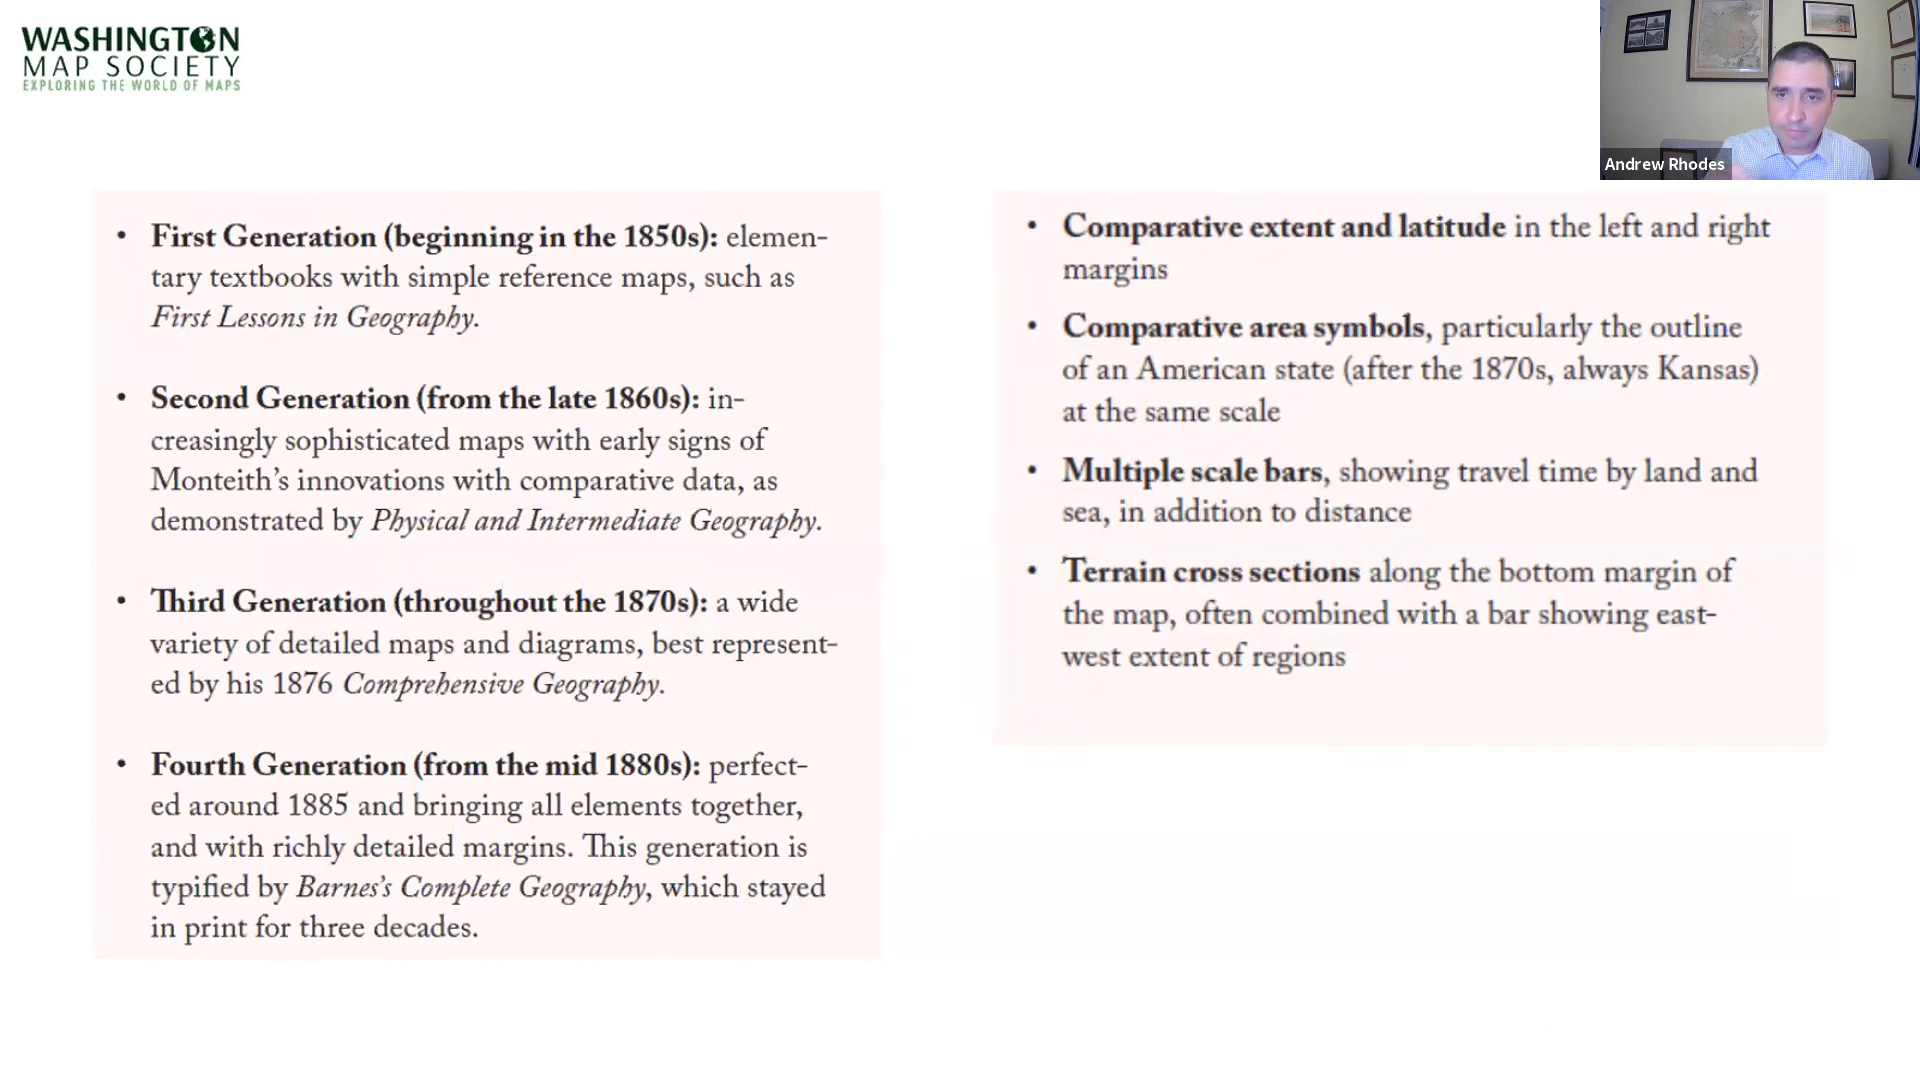 WASHINGTON
MAP SOCIETY
EXPLORING THE WORLD OF MAPS
Andrew Rhodes
• First Generation (beginning in the 1850s): elemen-
tary textbooks with simple reference maps, such as
First Lessons in Geography.
• Second Generation (from the late 1860s): in-
creasingly sophisticated maps with early signs of
Monteith's innovations with comparative data, as
demonstrated by Physical and Intermediate Geography.
• Third Generation (throughout the 1870s): a wide
variety of detailed maps and diagrams, best represent-
ed by his 1876 Comprehensive Geography.
• Fourth Generation (from the mid 1880s): perfect-
ed around 1885 and bringing all elements together,
and with richly detailed margins. This generation is
typified by Barnes's Complete Geography, which stayed
in print for three decades.
• Comparative extent and latitude in the left and right
margins
• Comparative area symbols, particularly the outline
of an American state (after the 1870s, always Kansas)
at the same scale
• Multiple scale bars, showing travel time by land and
sea, in addition to distance
• Terrain cross sections along the bottom margin of
the map, often combined with a bar showing east-
west extent of regions